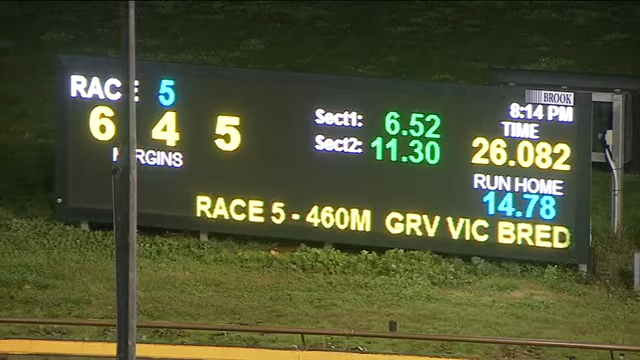 BROOK
RACE 5
8:14 PM
6 4 5
Sect1: 6.52
TIME
Sect2: 11.30
26.082
MARGINS
RUN HOME
14.78
RACE 5 - 460M GRV VIC BRED